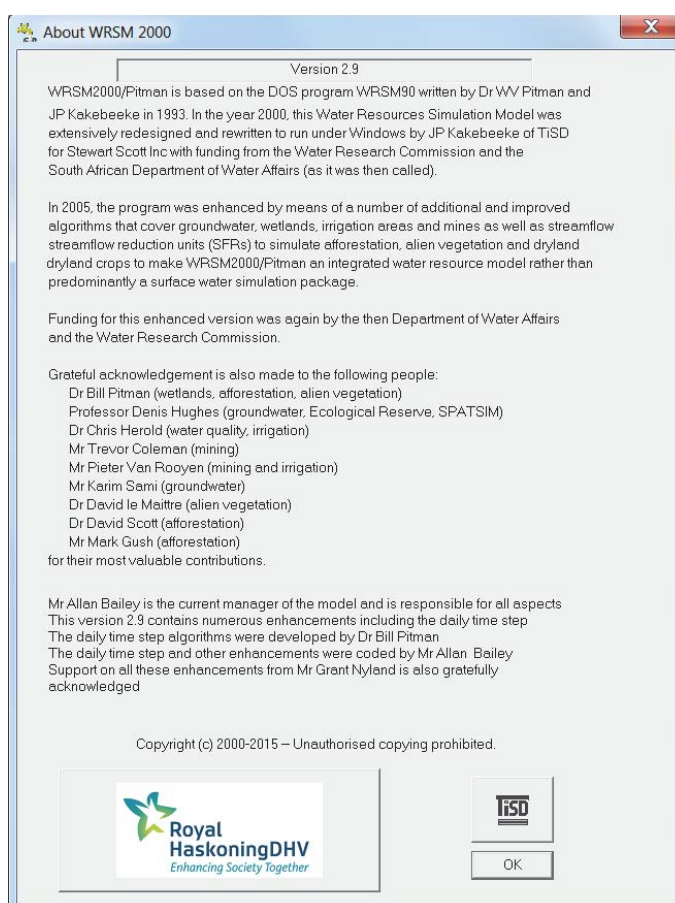 About WRSM 2000
Version 2.9
WRSM2000/Pitman is based on the DOS program WRSM90 written by Dr WV Pitman and
JP Kakebeeke in 1993. In the year 2000, this Water Resources Simulation Model was
extensively redesigned and rewritten to run under Windows by JP Kakebeeke of TiSD
for Stewart Scott Inc with funding from the Water Research Commission and the
South African Department of Water Affairs (as it was then called).
In 2005, the program was enhanced by means of a number of additional and improved
algorithms that cover groundwater, wetlands, irrigation areas and mines as well as streamflow
streamflow reduction units (SFRs) to simulate afforestation, alien vegetation and dryland
dryland crops to make WRSM2000/Pitman an integrated water resource model rather than
predominantly a surface water simulation package.
Funding for this enhanced version was again by the then Department of Water Affairs
and the Water Research Commission.
Grateful acknowledgement is also made to the following people:
Dr Bill Pitman (wetlands, afforestation, alien vegetation)
Professor Denis Hughes (groundwater, Ecological Reserve, SPATSIM)
Dr Chris Herold (water quality, irrigation)
Mr Trevor Coleman (mining)
Mr Pieter Van Rooyen (mining and irrigation)
Mr Karim Sami (groundwater)
Dr David le Maittre (alien vegetation)
Dr David Scott (afforestation)
Mr Mark Gush (afforestation)
for their most valuable contributions.
Mr Allan Bailey is the current manager of the model and is responsible for all aspects
This version 2.9 contains numerous enhancements including the daily time step
The daily time step algorithms were developed by Dr Bill Pitman
The daily time step and other enhancements were coded by Mr Allan Bailey
Support on all these enhancements from Mr Grant Nyland is also gratefully
acknowledged
Copyright (c) 2000-2015 – Unauthorised copying prohibited.
Royal
HaskoningDHV
Enhancing Society Together
TiSD
OK